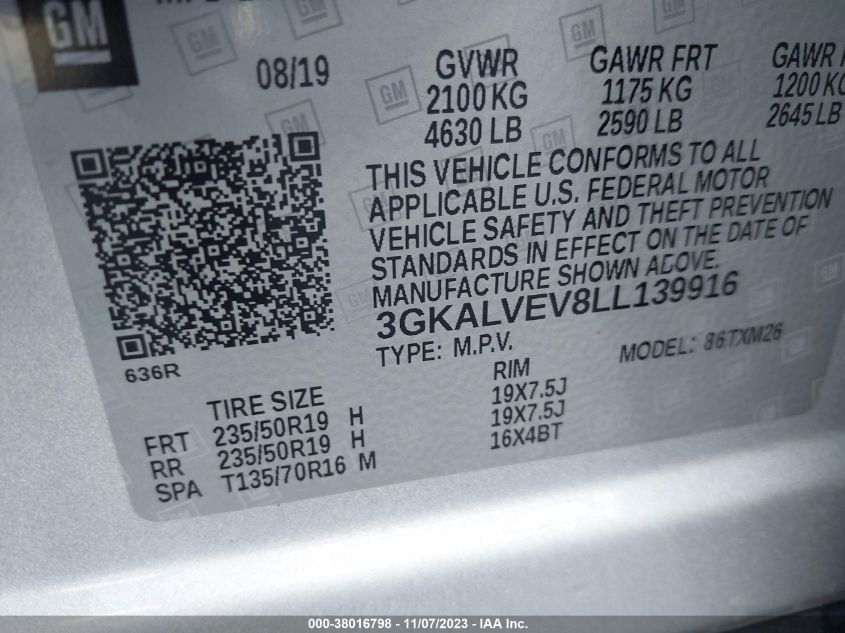 GM
08/19
GVWR GAWR FRT GAWR
2100 KG 1175 KG 1200 KG
4630 LB 2590 LB 2645 LB
THIS VEHICLE CONFORMS TO ALL
APPLICABLE U.S. FEDERAL MOTOR
VEHICLE SAFETY AND THEFT PREVENTION
STANDARDS IN EFFECT ON THE DATE OF
MANUFACTURE SHOWN ABOVE.
3GKALVEV8LL139916
TYPE: M.P.V. MODEL: 86TXM26
636R
TIRE SIZE RIM
FRT 235/50R19 H 19X7.5J
RR 235/50R19 H 19X7.5J
SPA T135/70R16 M 16X4BT
000-38016798 - 11/07/2023 - IAA Inc.